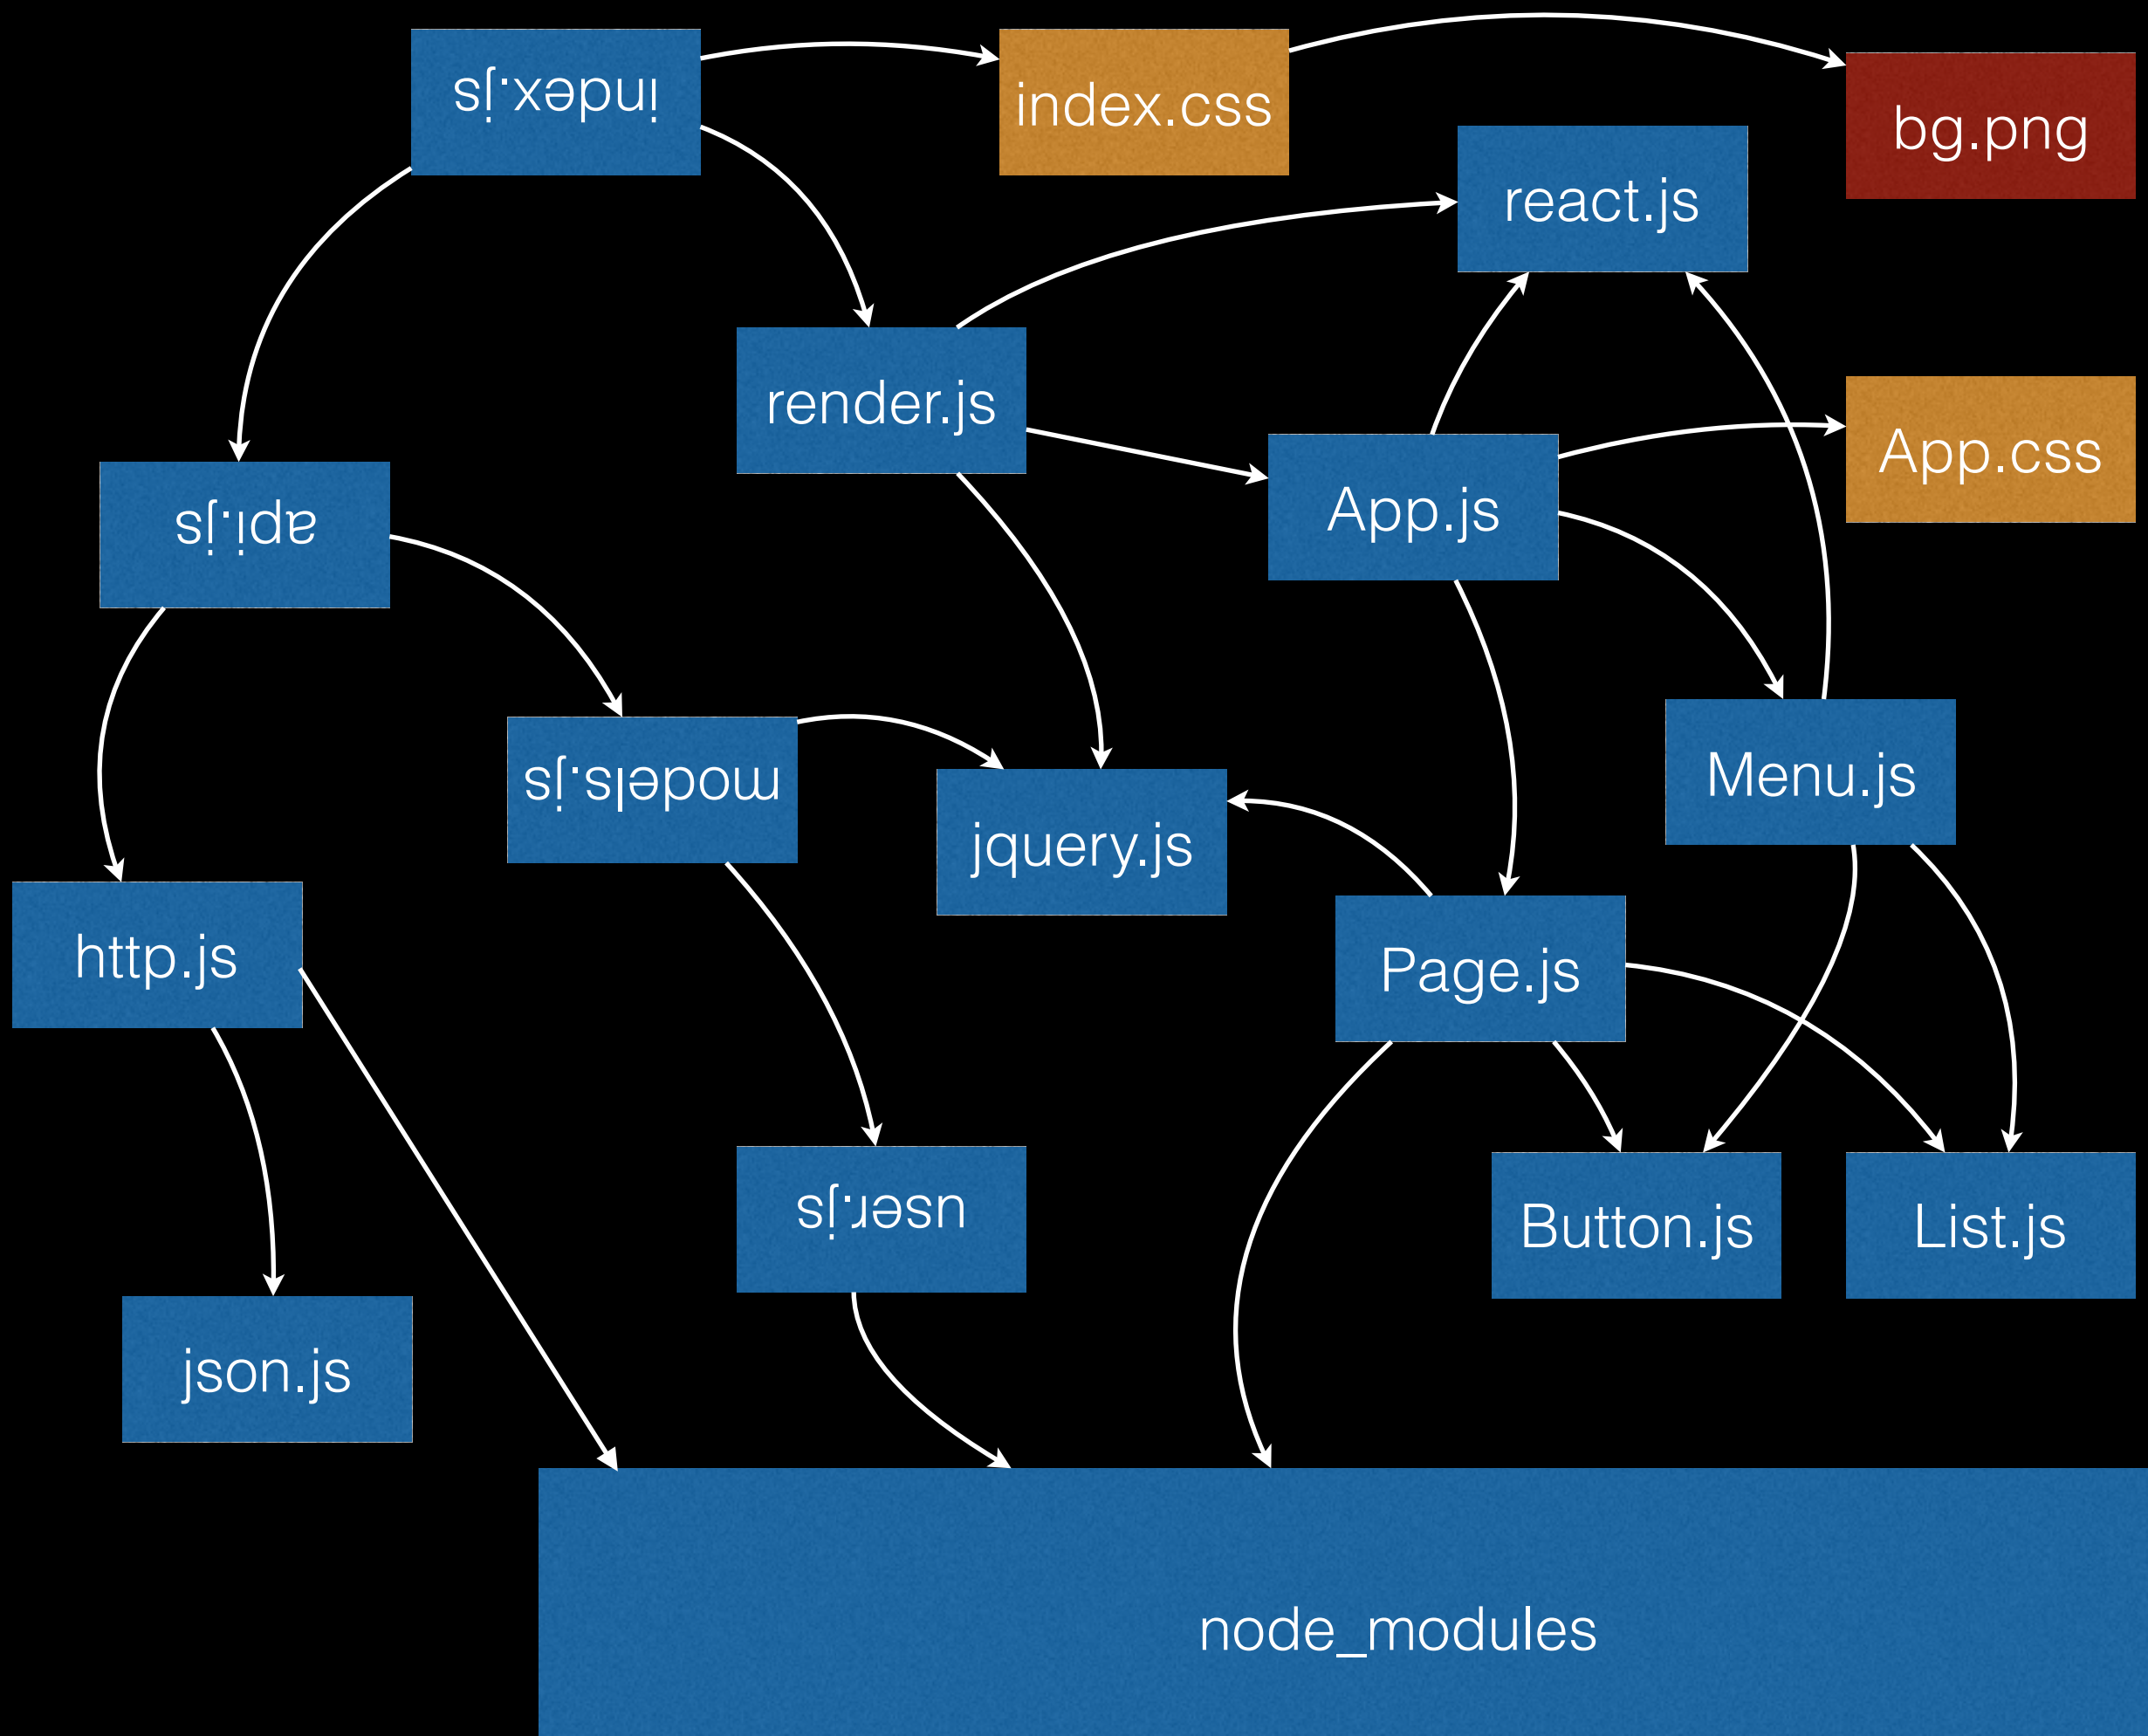 index.js
index.css
bg.png
react.js
render.js
App.css
App.js
api.js
Menu.js
models.js
jquery.js
http.js
Page.js
user.js
Button.js
List.js
json.js
node_modules